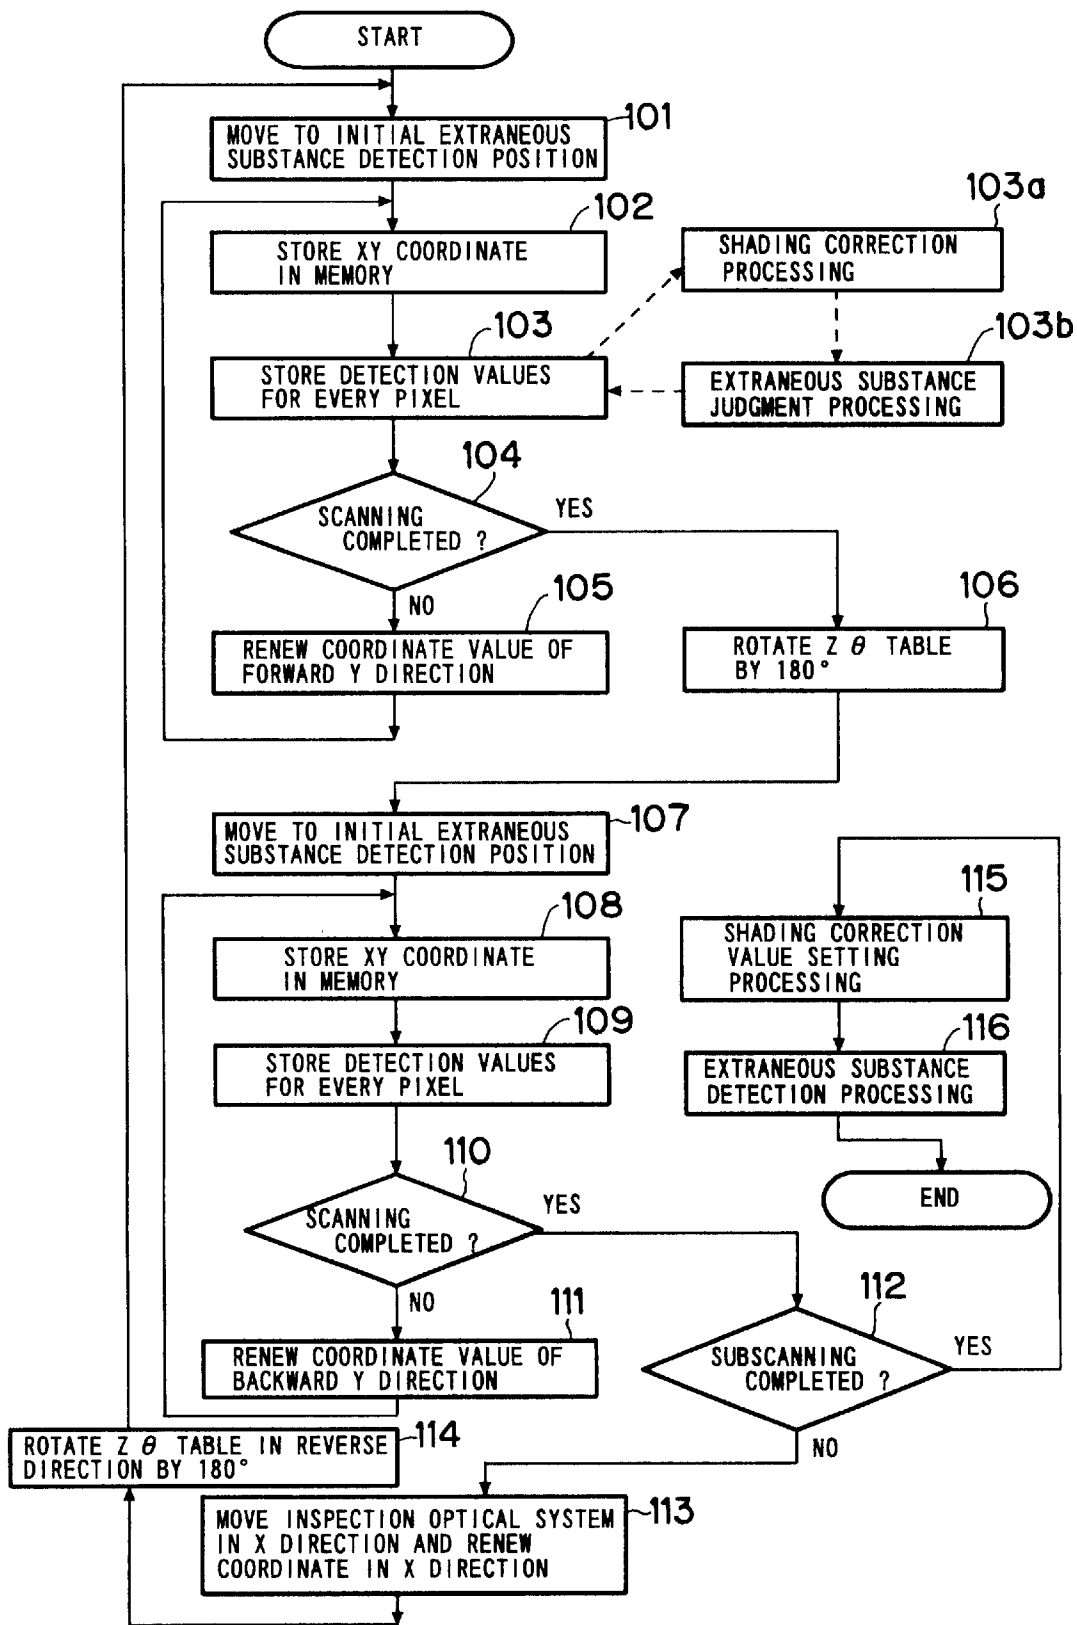 START
101
MOVE TO INITIAL EXTRANEOUS
SUBSTANCE DETECTION POSITION
102
STORE XY COORDINATE
IN MEMORY
103a
SHADING CORRECTION
PROCESSING
103
STORE DETECTION VALUES
FOR EVERY PIXEL
103b
EXTRANEOUS SUBSTANCE
JUDGMENT PROCESSING
104
SCANNING
COMPLETED ?
YES
NO
105
RENEW COORDINATE VALUE OF
FORWARD Y DIRECTION
106
ROTATE Z θ TABLE
BY 180°
107
MOVE TO INITIAL EXTRANEOUS
SUBSTANCE DETECTION POSITION
108
STORE XY COORDINATE
IN MEMORY
109
STORE DETECTION VALUES
FOR EVERY PIXEL
115
SHADING CORRECTION
VALUE SETTING
PROCESSING
116
EXTRANEOUS SUBSTANCE
DETECTION PROCESSING
END
110
SCANNING
COMPLETED ?
YES
NO
111
RENEW COORDINATE VALUE OF
BACKWARD Y DIRECTION
112
SUBSCANNING
COMPLETED ?
YES
NO
114
ROTATE Z θ TABLE IN REVERSE
DIRECTION BY 180°
113
MOVE INSPECTION OPTICAL SYSTEM
IN X DIRECTION AND RENEW
COORDINATE IN X DIRECTION